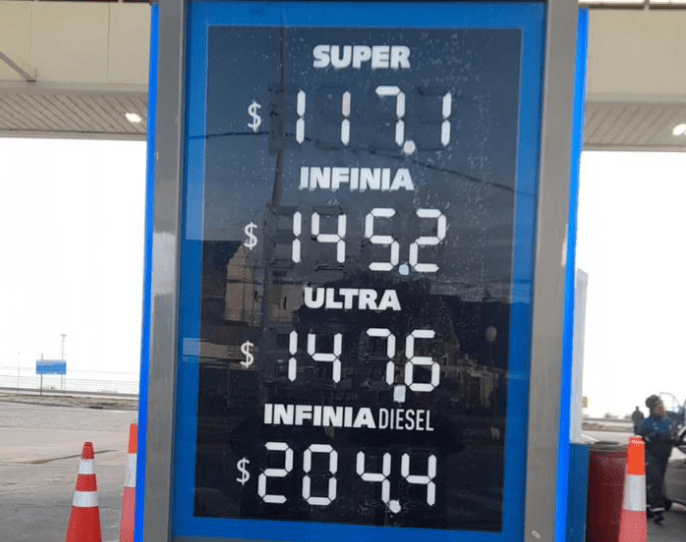 SUPER
$ 117.1
INFINIA
$ 145.2
ULTRA
$ 147.6
INFINIA DIESEL
$ 204.4